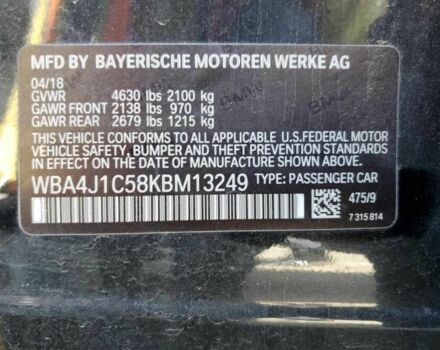 MFD BY BAYERISCHE MOTOREN WERKE AG
04/18
GVWR 4630 lbs 2100 kg
GAWR FRONT 2138 lbs 970 kg
GAWR REAR 2679 lbs 1215 kg
THIS VEHICLE CONFORMS TO ALL APPLICABLE U.S.FEDERAL MOTOR
VEHICLE SAFETY, BUMPER, AND THEFT PREVENTION STANDARDS
IN EFFECT ON THE DATE OF MANUFACTURE SHOWN ABOVE.
WBA4J1C58KBM13249 TYPE: PASSENGER CAR
475/9
7 315 814